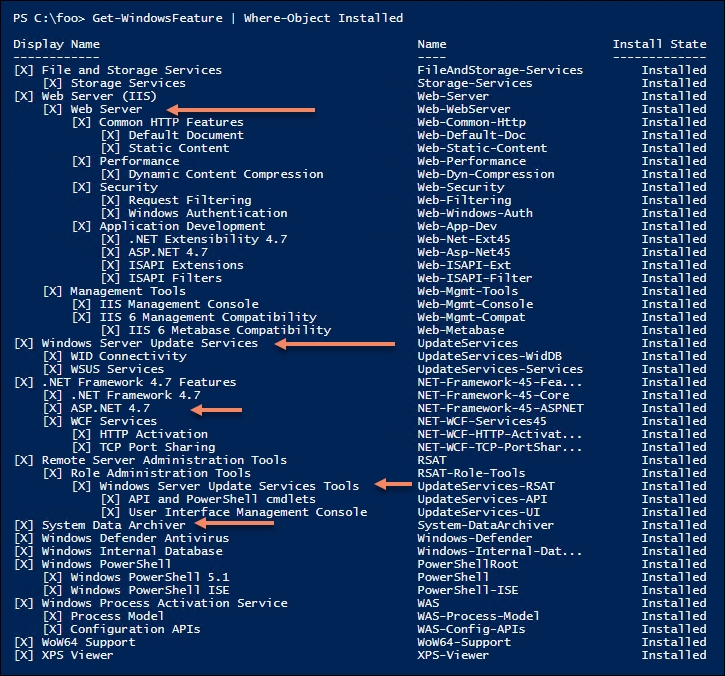 PS C:\foo> Get-WindowsFeature | Where-Object Installed
Display Name Name Install State
------------ ---- -------------
[X] File and Storage Services FileAndStorage-Services Installed
[X] Storage Services Storage-Services Installed
[X] Web Server (IIS) Web-Server Installed
[X] Web Server Web-WebServer Installed
[X] Common HTTP Features Web-Common-Http Installed
[X] Default Document Web-Default-Doc Installed
[X] Static Content Web-Static-Content Installed
[X] Performance Web-Performance Installed
[X] Dynamic Content Compression Web-Dyn-Compression Installed
[X] Security Web-Security Installed
[X] Request Filtering Web-Filtering Installed
[X] Windows Authentication Web-Windows-Auth Installed
[X] Application Development Web-App-Dev Installed
[X] .NET Extensibility 4.7 Web-Net-Ext45 Installed
[X] ASP.NET 4.7 Web-Asp-Net45 Installed
[X] ISAPI Extensions Web-ISAPI-Ext Installed
[X] ISAPI Filters Web-ISAPI-Filter Installed
[X] Management Tools Web-Mgmt-Tools Installed
[X] IIS Management Console Web-Mgmt-Console Installed
[X] IIS 6 Management Compatibility Web-Mgmt-Compat Installed
[X] IIS 6 Metabase Compatibility Web-Metabase Installed
[X] Windows Server Update Services UpdateServices Installed
[X] WID Connectivity UpdateServices-WidDB Installed
[X] WSUS Services UpdateServices-Services Installed
[X] .NET Framework 4.7 Features NET-Framework-45-Fea... Installed
[X] .NET Framework 4.7 NET-Framework-45-Core Installed
[X] ASP.NET 4.7 NET-Framework-45-ASPNET Installed
[X] WCF Services NET-WCF-Services45 Installed
[X] HTTP Activation NET-WCF-HTTP-Activat... Installed
[X] TCP Port Sharing NET-WCF-TCP-PortShar... Installed
[X] Remote Server Administration Tools RSAT Installed
[X] Role Administration Tools RSAT-Role-Tools Installed
[X] Windows Server Update Services Tools UpdateServices-RSAT Installed
[X] API and PowerShell cmdlets UpdateServices-API Installed
[X] User Interface Management Console UpdateServices-UI Installed
[X] System Data Archiver System-DataArchiver Installed
[X] Windows Defender Antivirus Windows-Defender Installed
[X] Windows Internal Database Windows-Internal-Dat... Installed
[X] Windows PowerShell PowerShellRoot Installed
[X] Windows PowerShell 5.1 PowerShell Installed
[X] Windows PowerShell ISE PowerShell-ISE Installed
[X] Windows Process Activation Service WAS Installed
[X] Process Model WAS-Process-Model Installed
[X] Configuration APIs WAS-Config-APIs Installed
[X] WoW64 Support WoW64-Support Installed
[X] XPS Viewer XPS-Viewer Installed